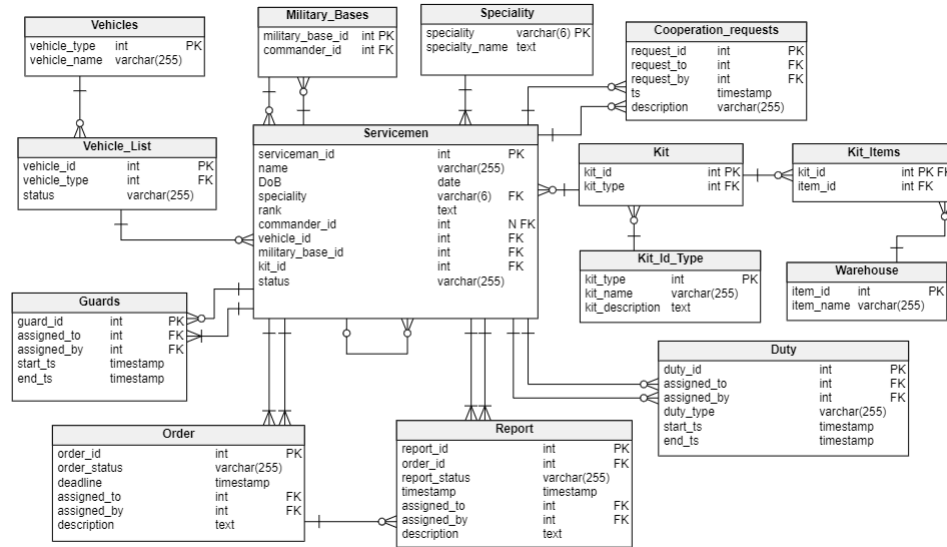 Vehicles
vehicle_type int PK
vehicle_name varchar(255)
Military_Bases
military_base_id int PK
commander_id int FK
Speciality
speciality varchar(6) PK
specialty_name text
Cooperation_requests
request_id int PK
request_to int FK
request_by int FK
ts timestamp
description varchar(255)
Vehicle_List
vehicle_id int PK
vehicle_type int FK
status varchar(255)
Servicemen
serviceman_id int PK
name varchar(255)
DoB date
speciality varchar(6) FK
rank text
commander_id int N FK
vehicle_id int FK
military_base_id int FK
kit_id int FK
status varchar(255)
Kit
kit_id int PK
kit_type int FK
Kit_Items
kit_id int PK FK
item_id int FK
Kit_Id_Type
kit_type int PK
kit_name varchar(255)
kit_description text
Warehouse
item_id int PK
item_name varchar(255)
Guards
guard_id int PK
assigned_to int FK
assigned_by int FK
start_ts timestamp
end_ts timestamp
Duty
duty_id int PK
assigned_to int FK
assigned_by int FK
duty_type varchar(255)
start_ts timestamp
end_ts timestamp
Order
order_id int PK
order_status varchar(255)
deadline timestamp
assigned_to int FK
assigned_by int FK
description text
Report
report_id int PK
order_id int FK
report_status varchar(255)
timestamp timestamp
assigned_to int FK
assigned_by int FK
description text